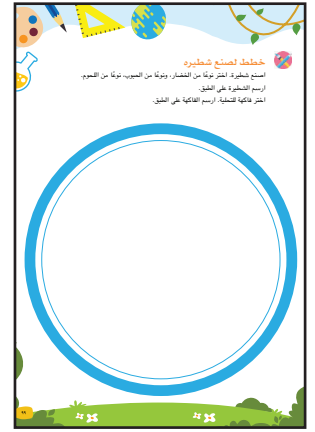 خطط لصنع شطيره
اصنع شطيرة. اختر نوعًا من الخضار، ونوعًا من الحبوب، نوعًا من اللحوم.
ارسم الشطيرة على الطبق.
اختر فاكهة للتحلية. ارسم الفاكهة على الطبق.